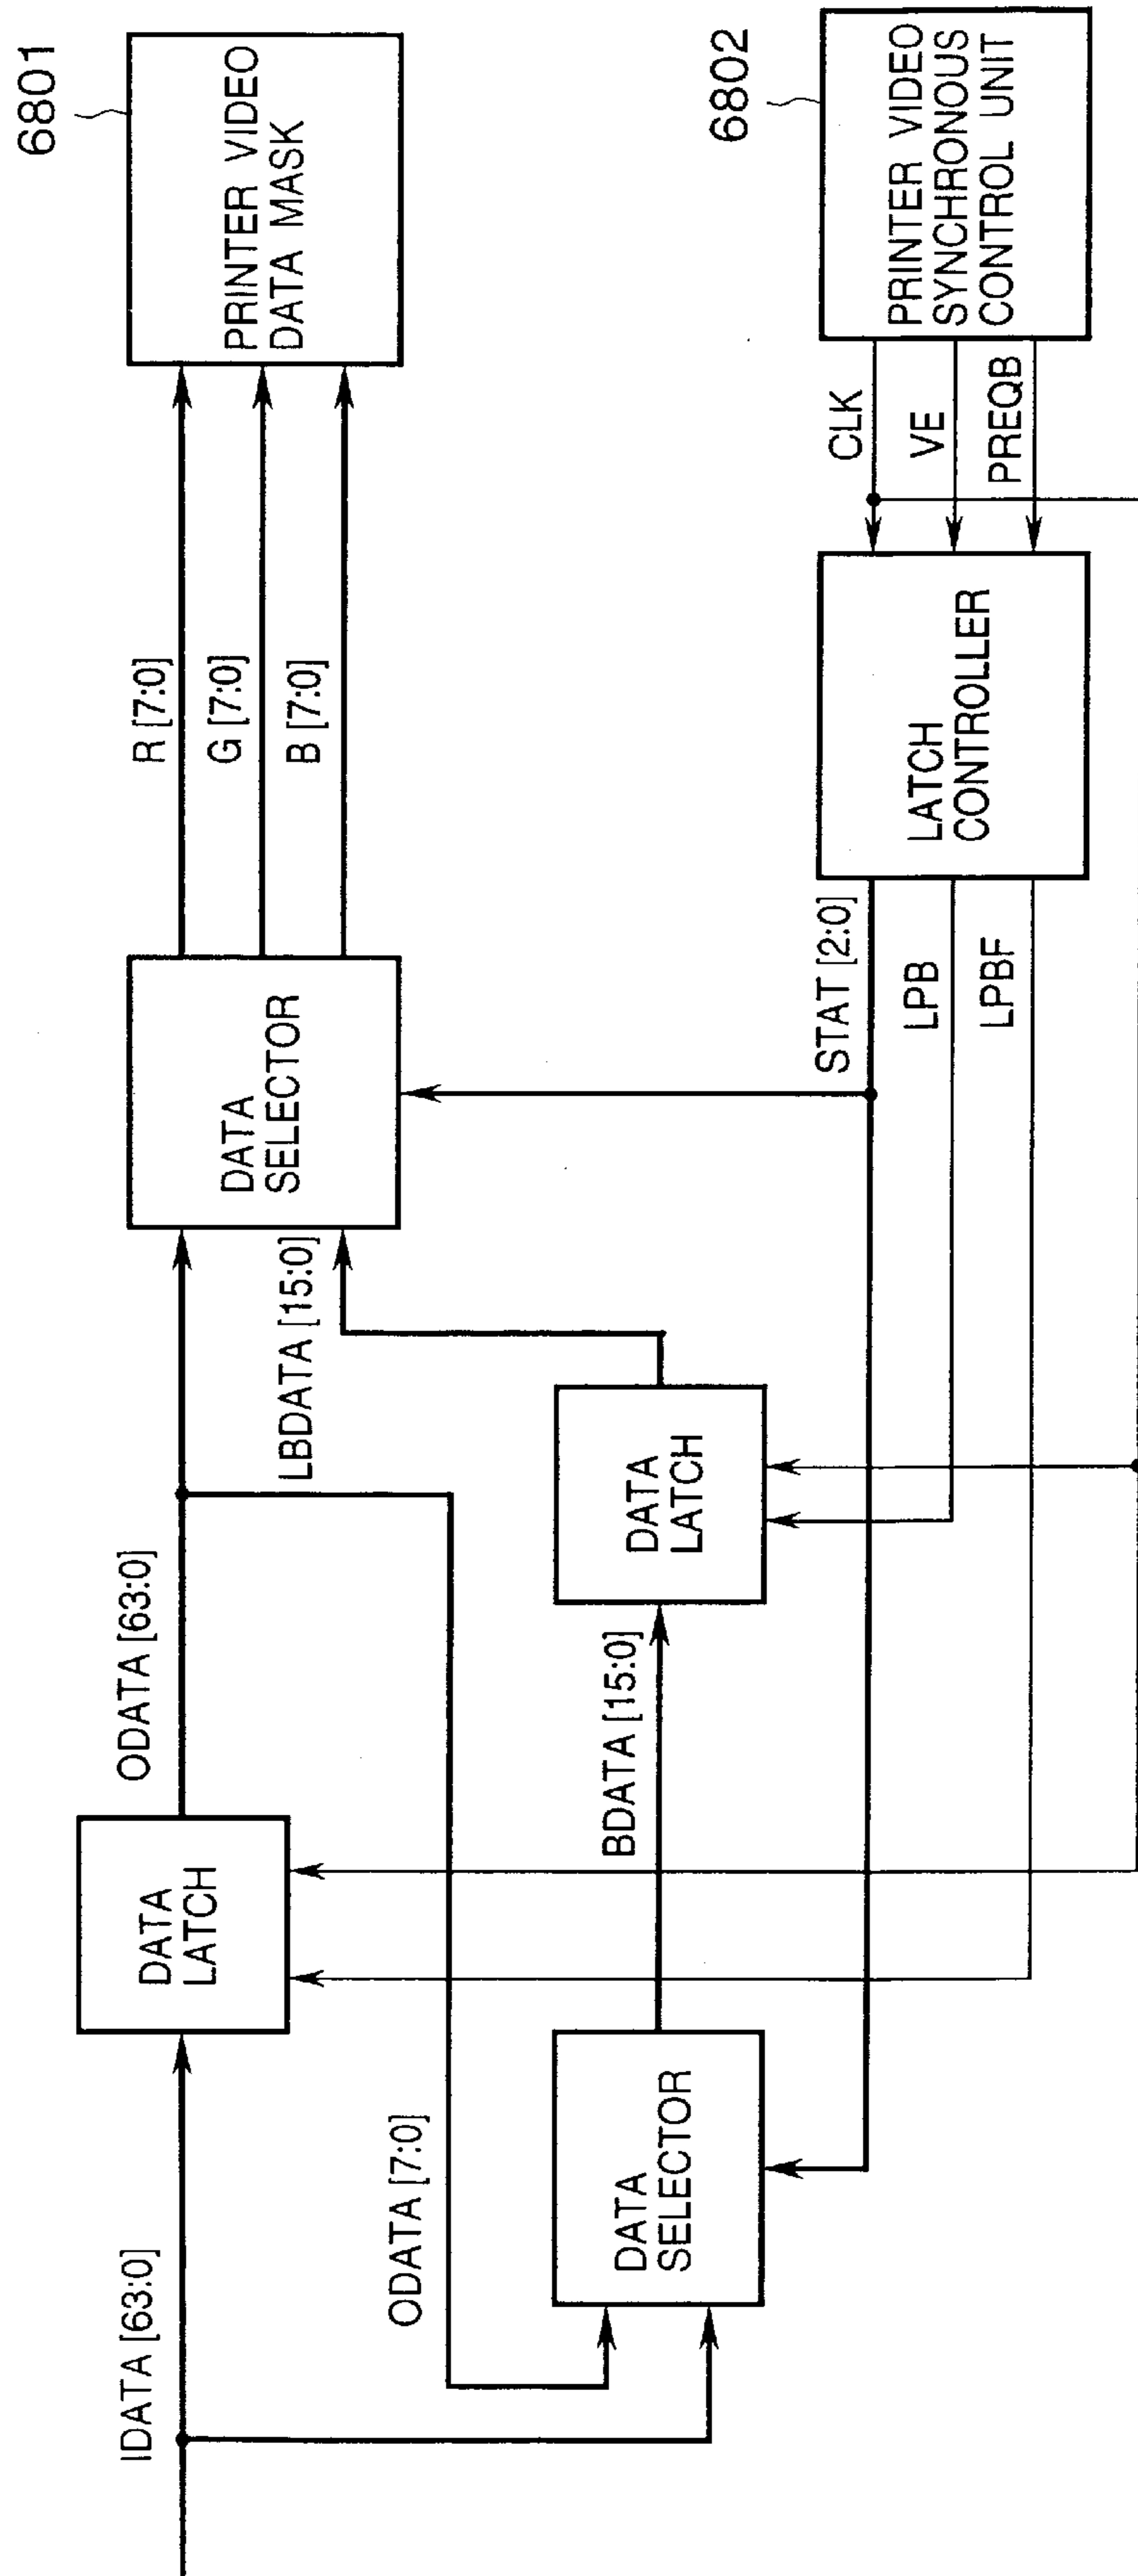 6801
PRINTER VIDEO
DATA MASK
R [7:0]
G [7:0]
B [7:0]
DATA
SELECTOR
LBDATA [15:0]
ODATA [63:0]
DATA
LATCH
IDATA [63:0]
ODATA [7:0]
DATA
SELECTOR
BDATA [15:0]
DATA
LATCH
STAT [2:0]
LPB
LPBF
LATCH
CONTROLLER
CLK
VE
PREQB
6802
PRINTER VIDEO
SYNCHRONOUS
CONTROL UNIT